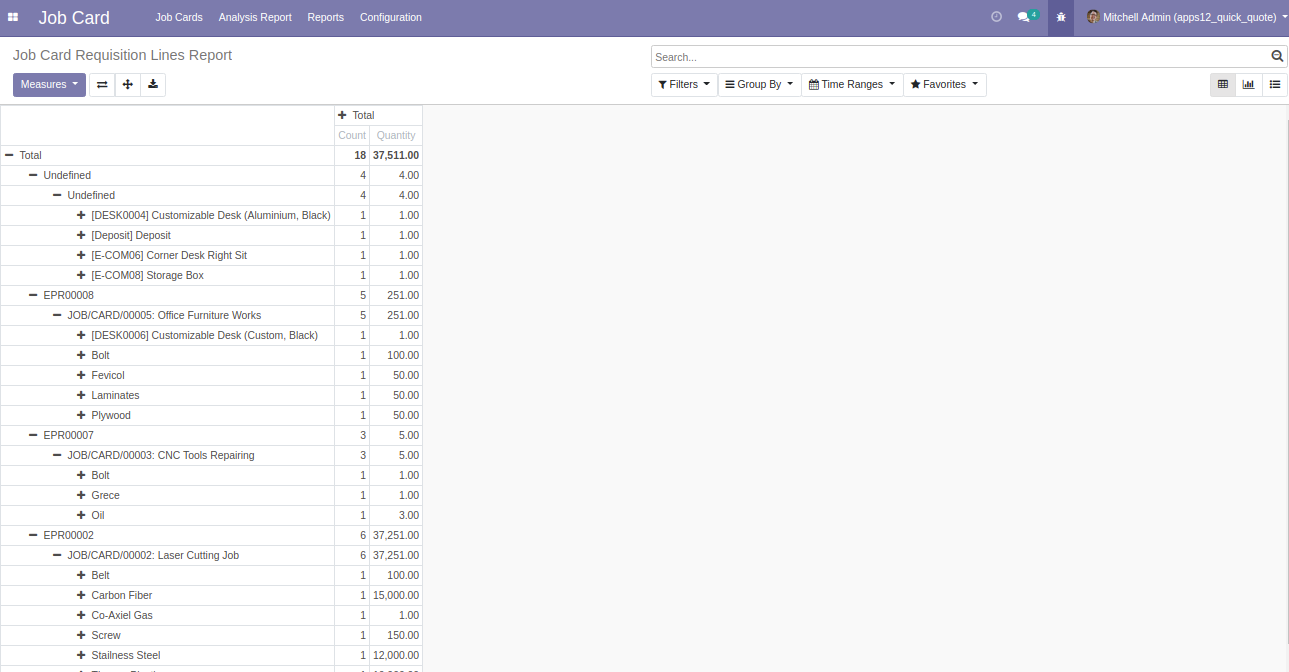 Job Card Job Cards Analysis Report Reports Configuration 4 Mitchell Admin (apps12_quick_quote)
Job Card Requisition Lines Report
Search...
Measures Filters Group By Time Ranges Favorites
Total
Count Quantity
Total 18 37,511.00
Undefined 4 4.00
Undefined 4 4.00
[DESK0004] Customizable Desk (Aluminium, Black) 1 1.00
[Deposit] Deposit 1 1.00
[E-COM06] Corner Desk Right Sit 1 1.00
[E-COM08] Storage Box 1 1.00
EPR00008 5 251.00
JOB/CARD/00005: Office Furniture Works 5 251.00
[DESK0006] Customizable Desk (Custom, Black) 1 1.00
Bolt 1 100.00
Fevicol 1 50.00
Laminates 1 50.00
Plywood 1 50.00
EPR00007 3 5.00
JOB/CARD/00003: CNC Tools Repairing 3 5.00
Bolt 1 1.00
Grece 1 1.00
Oil 1 3.00
EPR00002 6 37,251.00
JOB/CARD/00002: Laser Cutting Job 6 37,251.00
Belt 1 100.00
Carbon Fiber 1 15,000.00
Co-Axiel Gas 1 1.00
Screw 1 150.00
Stailness Steel 1 12,000.00